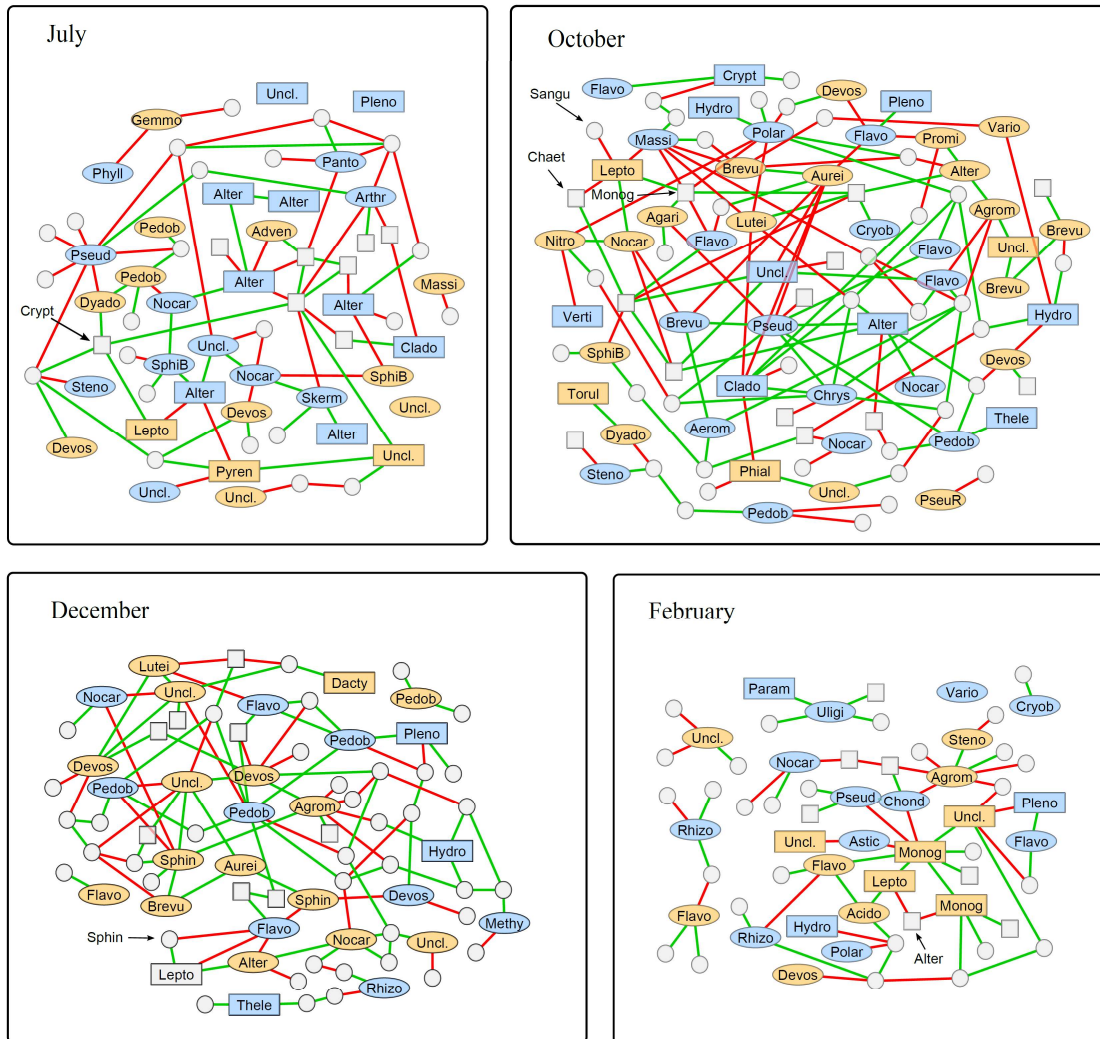 July
Uncl.
Pleno
Gemmo
Phyll
Panto
Alter
Alter
Arthr
Pedob
Adven
Pseud
Pedob
Dyado
Nocar
Alter
Alter
Massi
Crypt
Uncl.
Clado
SphiB
Steno
Nocar
SphiB
Alter
Skerm
Uncl.
Lepto
Devos
Alter
Devos
Uncl.
Pyren
Uncl.
Uncl.
October
Flavo
Crypt
Sangu
Devos
Hydro
Pleno
Massi
Polar
Flavo
Promi
Vario
Chaet
Lepto
Brevu
Aurei
Alter
Monog
Agari
Lutei
Agrom
Nitro
Nocar
Flavo
Cryob
Flavo
Uncl.
Brevu
Uncl.
Flavo
Brevu
Verti
Brevu
Pseud
Alter
Hydro
SphiB
Devos
Torul
Clado
Chrys
Nocar
Aerom
Thele
Dyado
Nocar
Pedob
Steno
Phial
Uncl.
PseuR
Pedob
December
Lutei
Nocar
Uncl.
Dacty
Flavo
Pedob
Pedob
Pleno
Devos
Pedob
Uncl.
Devos
Pedob
Agrom
Hydro
Sphin
Aurei
Flavo
Brevu
Sphin
Devos
Sphin
Flavo
Methy
Lepto
Alter
Nocar
Uncl.
Rhizo
Thele
February
Param
Uligi
Vario
Cryob
Uncl.
Steno
Nocar
Agrom
Pseud
Chond
Pleno
Rhizo
Uncl.
Uncl.
Astic
Monog
Flavo
Flavo
Lepto
Flavo
Acido
Monog
Rhizo
Hydro
Polar
Alter
Devos